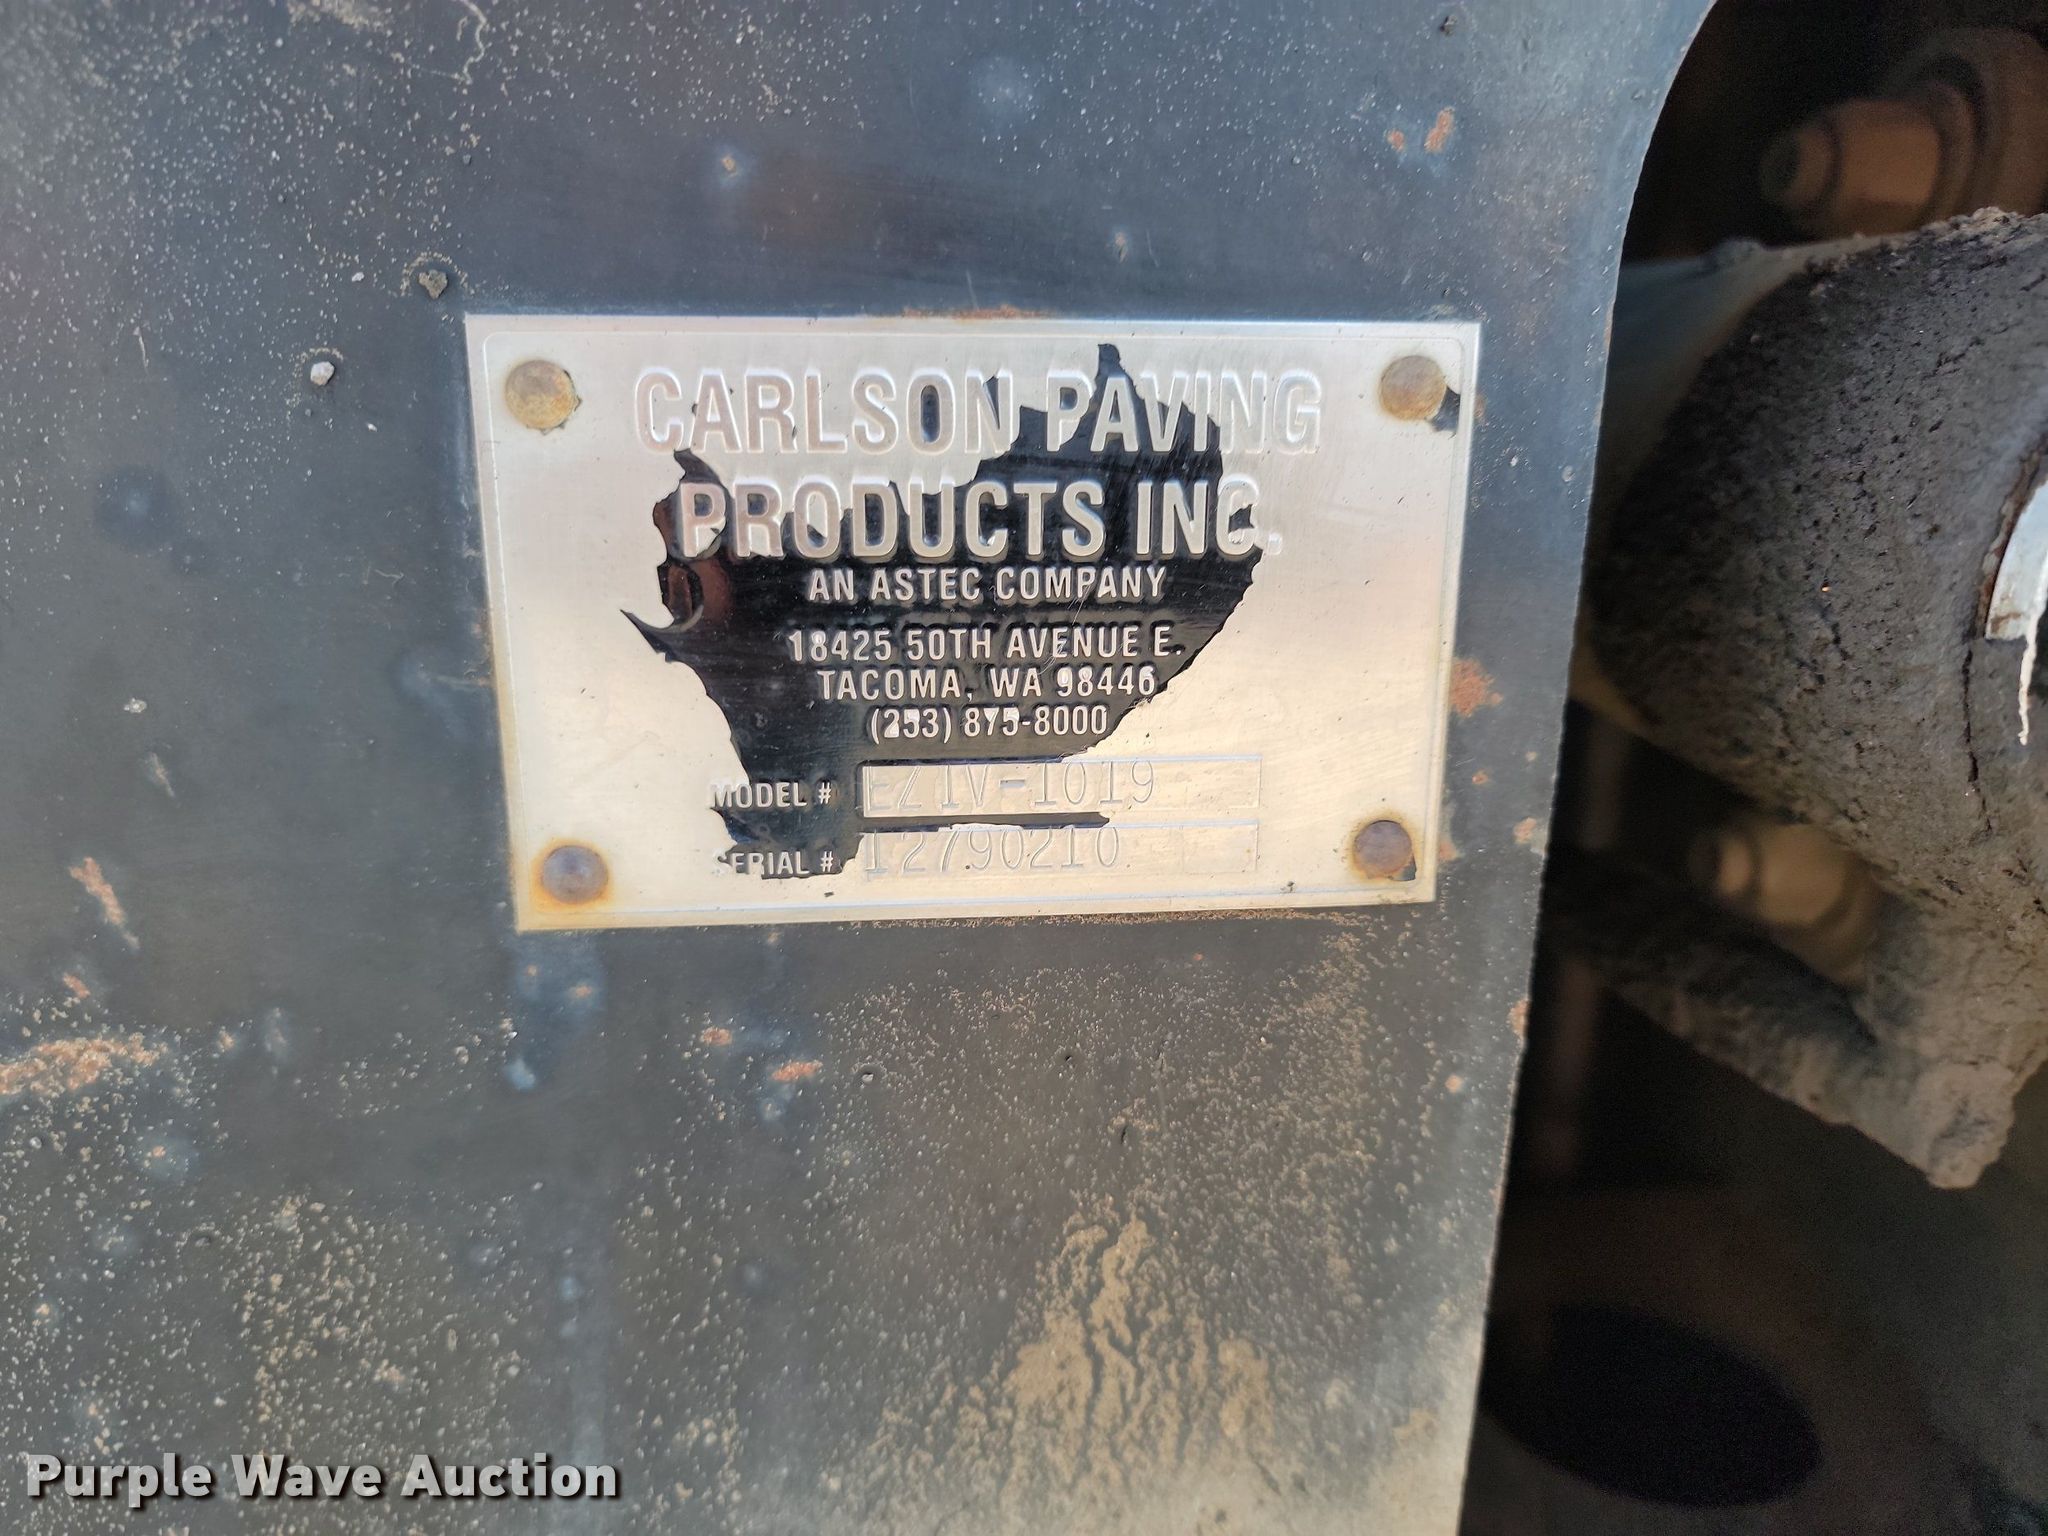 CARLSON PAVING
PRODUCTS INC.
AN ASTEC COMPANY
18425 50TH AVENUE E.
TACOMA, WA 98446
(253) 875-8000
MODEL # EZIV-1019
SERIAL # 12790210
Purple Wave Auction